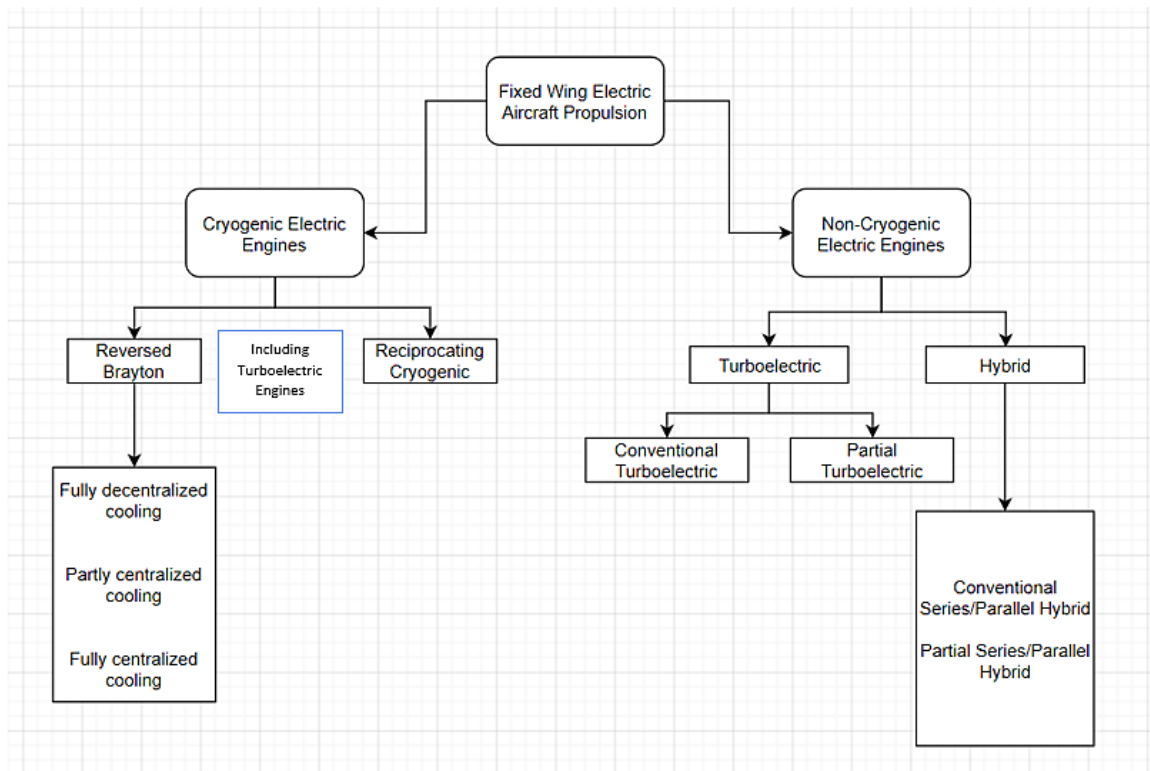 Fixed Wing Electric
Aircraft Propulsion
Cryogenic Electric
Engines
Non-Cryogenic
Electric Engines
Reversed
Brayton
Including
Turboelectric
Engines
Reciprocating
Cryogenic
Turboelectric
Hybrid
Conventional
Turboelectric
Partial
Turboelectric
Fully decentralized
cooling
Partly centralized
cooling
Fully centralized
cooling
Conventional
Series/Parallel Hybrid
Partial Series/Parallel
Hybrid